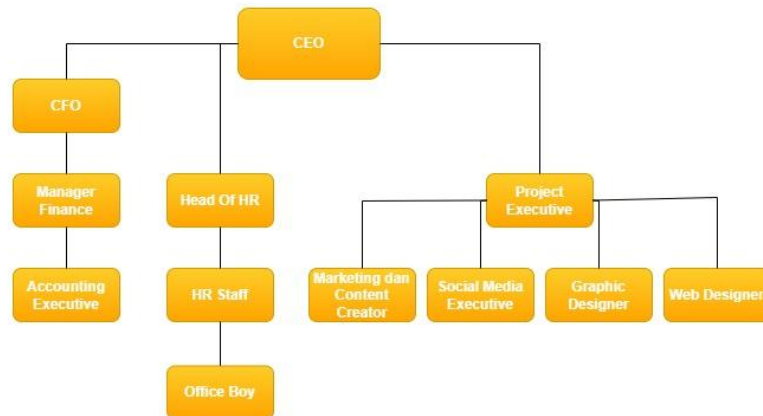 CEO
CFO
Manager
Finance
Head Of HR
Project
Executive
Accounting
Executive
HR Staff
Marketing dan
Content
Creator
Social Media
Executive
Graphic
Designer
Web Designer
Office Boy